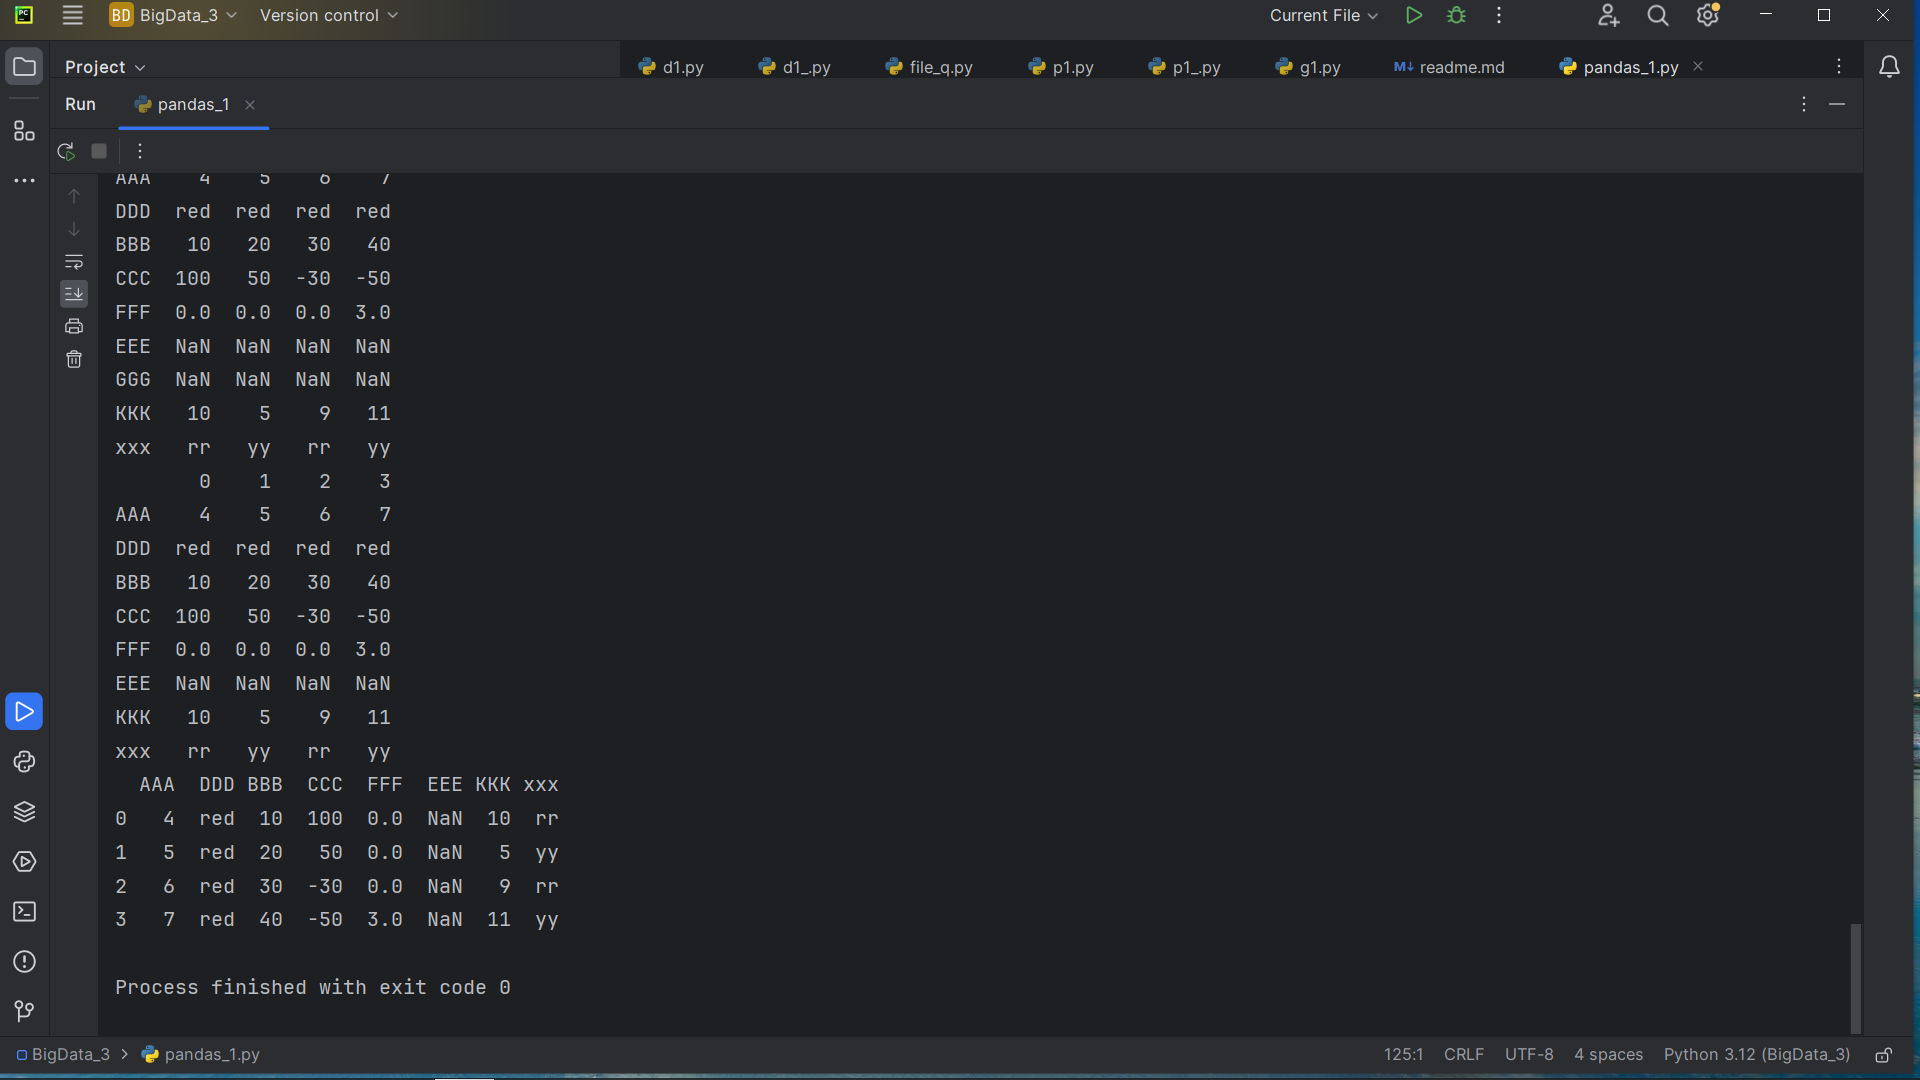 PC
BD BigData_3 Version control Current File
Project d1.py d1_.py file_q.py p1.py p1_.py g1.py M↓ readme.md pandas_1.py
Run pandas_1
AAA 4 5 6 7
DDD red red red red
BBB 10 20 30 40
CCC 100 50 -30 -50
FFF 0.0 0.0 0.0 3.0
EEE NaN NaN NaN NaN
GGG NaN NaN NaN NaN
KKK 10 5 9 11
xxx rr yy rr yy
0 1 2 3
AAA 4 5 6 7
DDD red red red red
BBB 10 20 30 40
CCC 100 50 -30 -50
FFF 0.0 0.0 0.0 3.0
EEE NaN NaN NaN NaN
KKK 10 5 9 11
xxx rr yy rr yy
AAA DDD BBB CCC FFF EEE KKK xxx
0 4 red 10 100 0.0 NaN 10 rr
1 5 red 20 50 0.0 NaN 5 yy
2 6 red 30 -30 0.0 NaN 9 rr
3 7 red 40 -50 3.0 NaN 11 yy
Process finished with exit code 0
BigData_3 > pandas_1.py 125:1 CRLF UTF-8 4 spaces Python 3.12 (BigData_3)